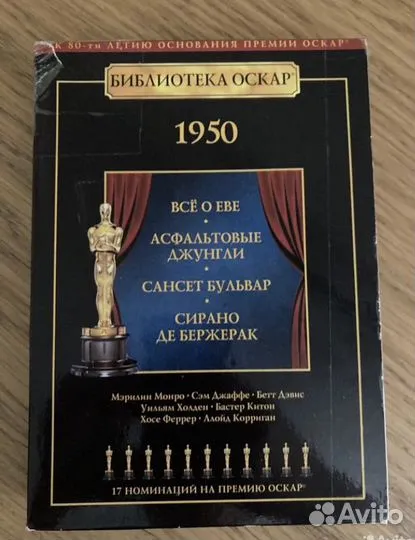 К 80-ти ЛЕТИЮ ОСНОВАНИЯ ПРЕМИИ ОСКАР®
БИБЛИОТЕКА ОСКАР®
1950
ВСЁ О ЕВЕ
•
АСФАЛЬТОВЫЕ
ДЖУНГЛИ
•
САНСЕТ БУЛЬВАР
•
СИРАНО
ДЕ БЕРЖЕРАК
Мэрилин Монро • Сэм Джаффе • Бетт Дэвис
Уильям Холден • Бастер Китон
Хосе Феррер • Ллойд Корриган
17 НОМИНАЦИЙ НА ПРЕМИЮ ОСКАР®
Avito